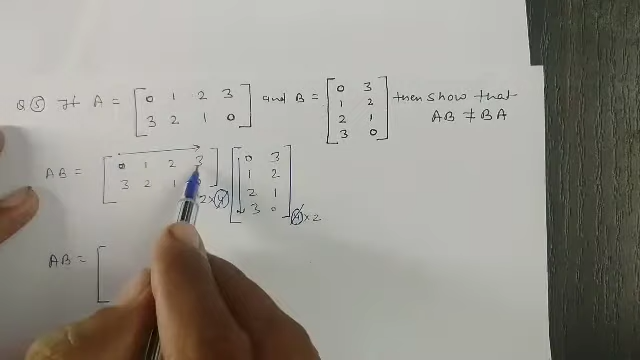 Q (5) If A = [ 0 1 2 3 and B = [ 0 3 then show that
3 2 1 0 ] 1 2 AB ≠ BA
2 1
3 0 ]
AB = [ 0 1 2 3 [ 0 3
3 2 1 0 ] 2×4 1 2
2 1
3 0 ] 4×2
AB = [